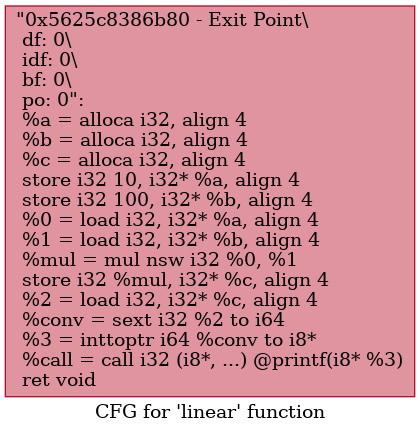 "0x5625c8386b80 - Exit Point\
df: 0\
idf: 0\
bf: 0\
po: 0":
%a = alloca i32, align 4
%b = alloca i32, align 4
%c = alloca i32, align 4
store i32 10, i32* %a, align 4
store i32 100, i32* %b, align 4
%0 = load i32, i32* %a, align 4
%1 = load i32, i32* %b, align 4
%mul = mul nsw i32 %0, %1
store i32 %mul, i32* %c, align 4
%2 = load i32, i32* %c, align 4
%conv = sext i32 %2 to i64
%3 = inttoptr i64 %conv to i8*
%call = call i32 (i8*, ...) @printf(i8* %3)
ret void
CFG for 'linear' function